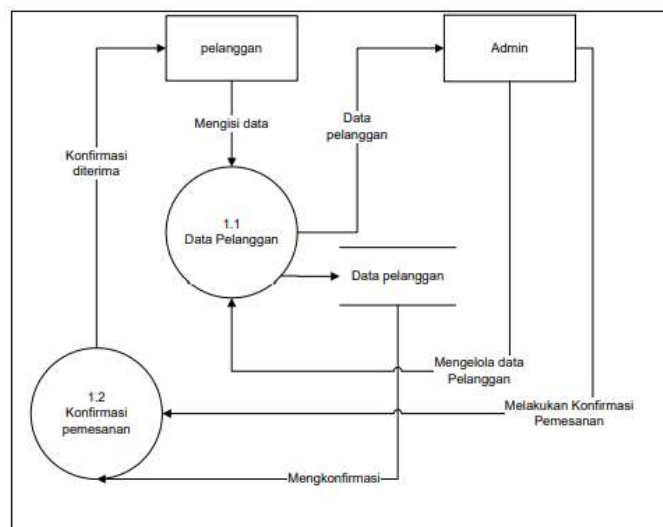 pelanggan
Admin
Mengisi data
Data
pelanggan
Konfirmasi
diterima
1.1
Data Pelanggan
Data pelanggan
Mengelola data
Pelanggan
1.2
Konfirmasi
pemesanan
Melakukan Konfirmasi
Pemesanan
Mengkonfirmasi